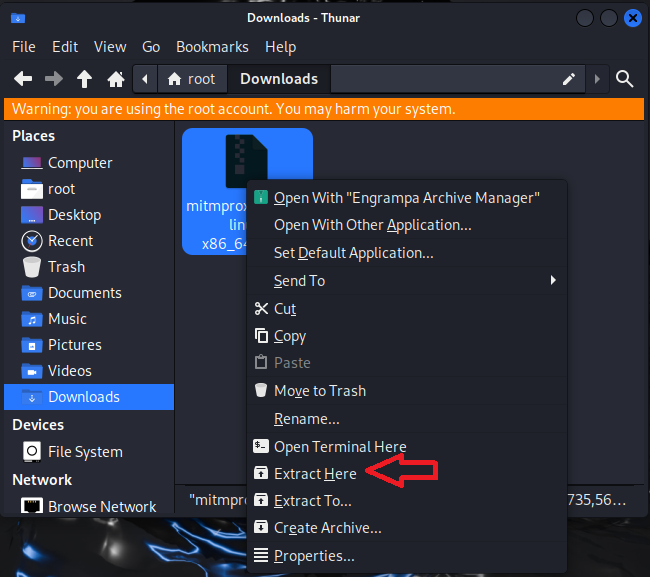 Downloads - Thunar
File Edit View Go Bookmarks Help
root Downloads
Warning: you are using the root account. You may harm your system.
Places
Computer
root
Desktop
Recent
Trash
Documents
Music
Pictures
Videos
Downloads
Devices
File System
Network
Browse Network
mitmprox
lin
x86_64
Open With "Engrampa Archive Manager"
Open With Other Application...
Set Default Application...
Send To
Cut
Copy
Paste
Move to Trash
Rename...
Open Terminal Here
Extract Here
Extract To...
Create Archive...
Properties...
"mitmpro
735,56...